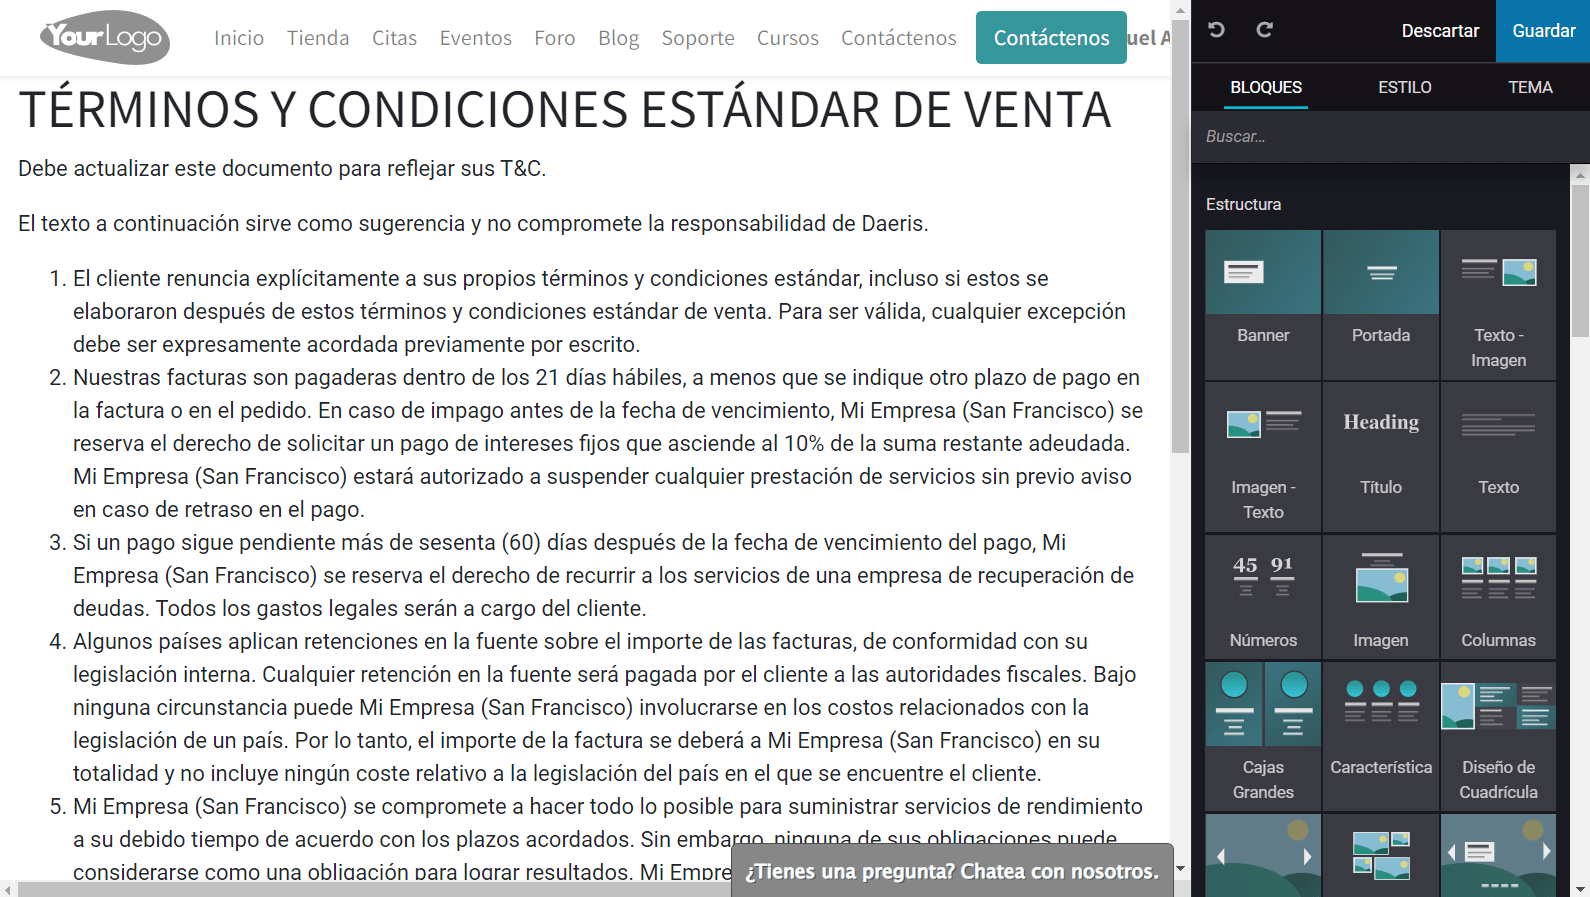 YourLogo
Inicio Tienda Citas Eventos Foro Blog Soporte Cursos Contáctenos Contáctenos uel A
Descartar Guardar
BLOQUES ESTILO TEMA
Buscar...
TÉRMINOS Y CONDICIONES ESTÁNDAR DE VENTA
Debe actualizar este documento para reflejar sus T&C.
El texto a continuación sirve como sugerencia y no compromete la responsabilidad de Daeris.
1. El cliente renuncia explícitamente a sus propios términos y condiciones estándar, incluso si estos se
elaboraron después de estos términos y condiciones estándar de venta. Para ser válida, cualquier excepción
debe ser expresamente acordada previamente por escrito.
2. Nuestras facturas son pagaderas dentro de los 21 días hábiles, a menos que se indique otro plazo de pago en
la factura o en el pedido. En caso de impago antes de la fecha de vencimiento, Mi Empresa (San Francisco) se
reserva el derecho de solicitar un pago de intereses fijos que asciende al 10% de la suma restante adeudada.
Mi Empresa (San Francisco) estará autorizado a suspender cualquier prestación de servicios sin previo aviso
en caso de retraso en el pago.
3. Si un pago sigue pendiente más de sesenta (60) días después de la fecha de vencimiento del pago, Mi
Empresa (San Francisco) se reserva el derecho de recurrir a los servicios de una empresa de recuperación de
deudas. Todos los gastos legales serán a cargo del cliente.
4. Algunos países aplican retenciones en la fuente sobre el importe de las facturas, de conformidad con su
legislación interna. Cualquier retención en la fuente será pagada por el cliente a las autoridades fiscales. Bajo
ninguna circunstancia puede Mi Empresa (San Francisco) involucrarse en los costos relacionados con la
legislación de un país. Por lo tanto, el importe de la factura se deberá a Mi Empresa (San Francisco) en su
totalidad y no incluye ningún coste relativo a la legislación del país en el que se encuentre el cliente.
5. Mi Empresa (San Francisco) se compromete a hacer todo lo posible para suministrar servicios de rendimiento
a su debido tiempo de acuerdo con los plazos acordados. Sin embargo, ninguna de sus obligaciones puede
considerarse como una obligación para lograr resultados. Mi Empre
¿Tienes una pregunta? Chatea con nosotros.
Estructura
Banner Portada Texto -
Imagen
Heading
Imagen -
Texto Título Texto
45 91
Números Imagen Columnas
Cajas
Grandes Característica Diseño de
Cuadrícula